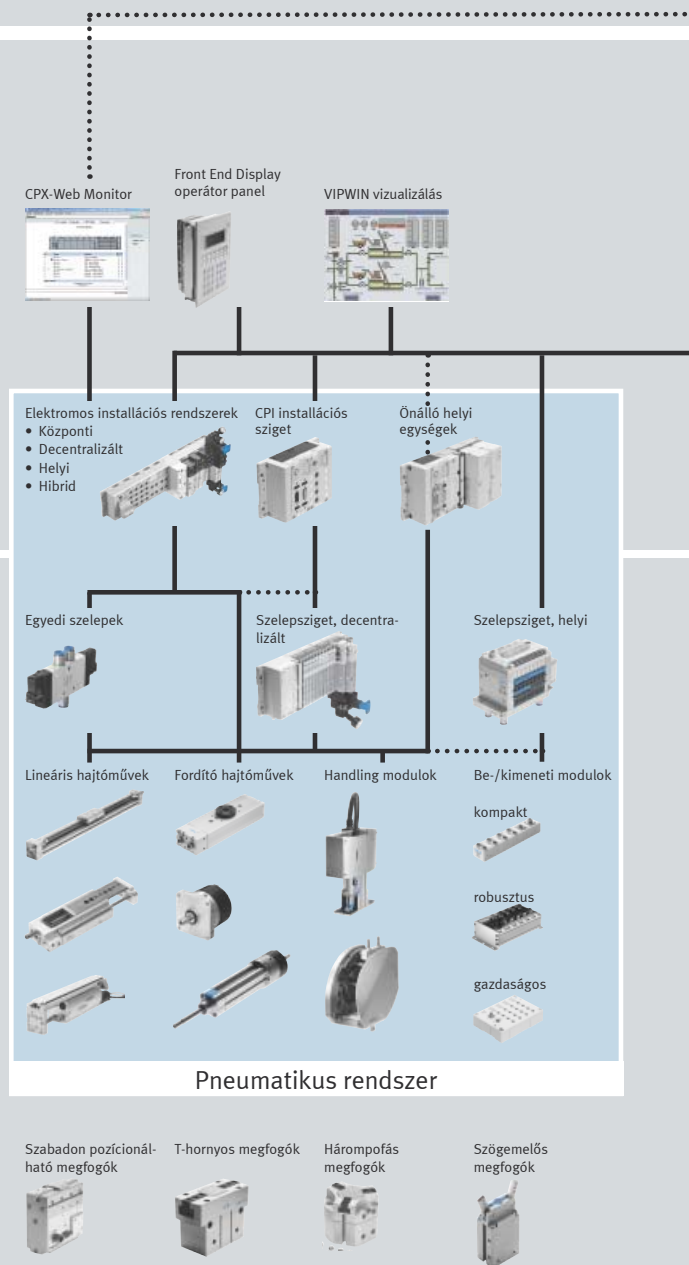 CPX-Web Monitor
Front End Display
operátor panel
VIPWIN vizualizálás
Elektromos installációs rendszerek
• Központi
• Decentralizált
• Helyi
• Hibrid
CPI installációs
sziget
Önálló helyi
egységek
Egyedi szelepek
Szelepsziget, decentra-
lizált
Szelepsziget, helyi
Lineáris hajtóművek
Fordító hajtóművek
Handling modulok
Be-/kimeneti modulok
kompakt
robusztus
gazdaságos
Pneumatikus rendszer
Szabadon pozícionál-
ható megfogók
T-hornyos megfogók
Hárompofás
megfogók
Szögemelős
megfogók